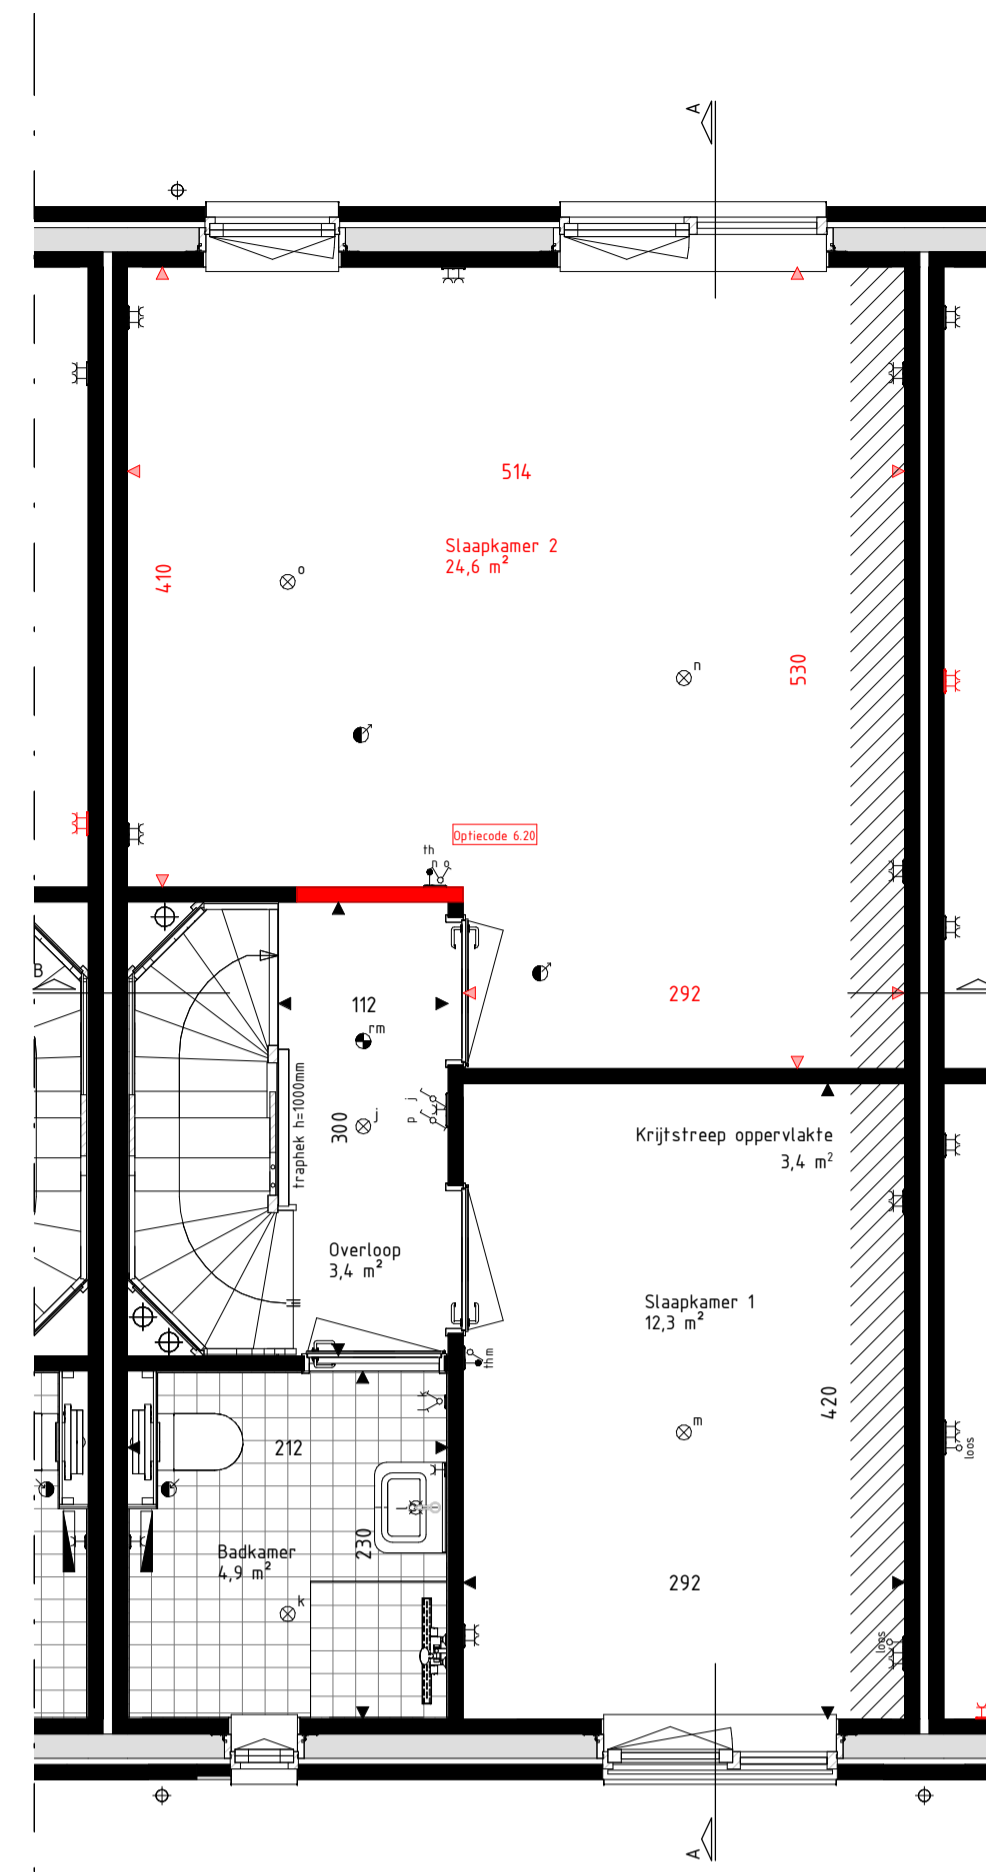 A
514
Slaapkamer 2
24,6 m²
410
o
530
n
Optiecode 6.20
th
n o
B
112
292
rm
j
p j
300
traphek h=1000mm
Krijtstreep oppervlakte
3,4 m²
Overloop
3,4 m²
Slaapkamer 1
12,3 m²
thm
420
m
212
loos
230
Badkamer
4,9 m²
k
292
loos
A